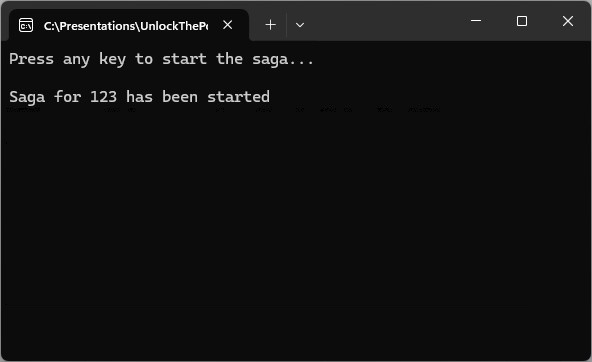 C:\Presentations\UnlockThePo
Press any key to start the saga...
Saga for 123 has been started